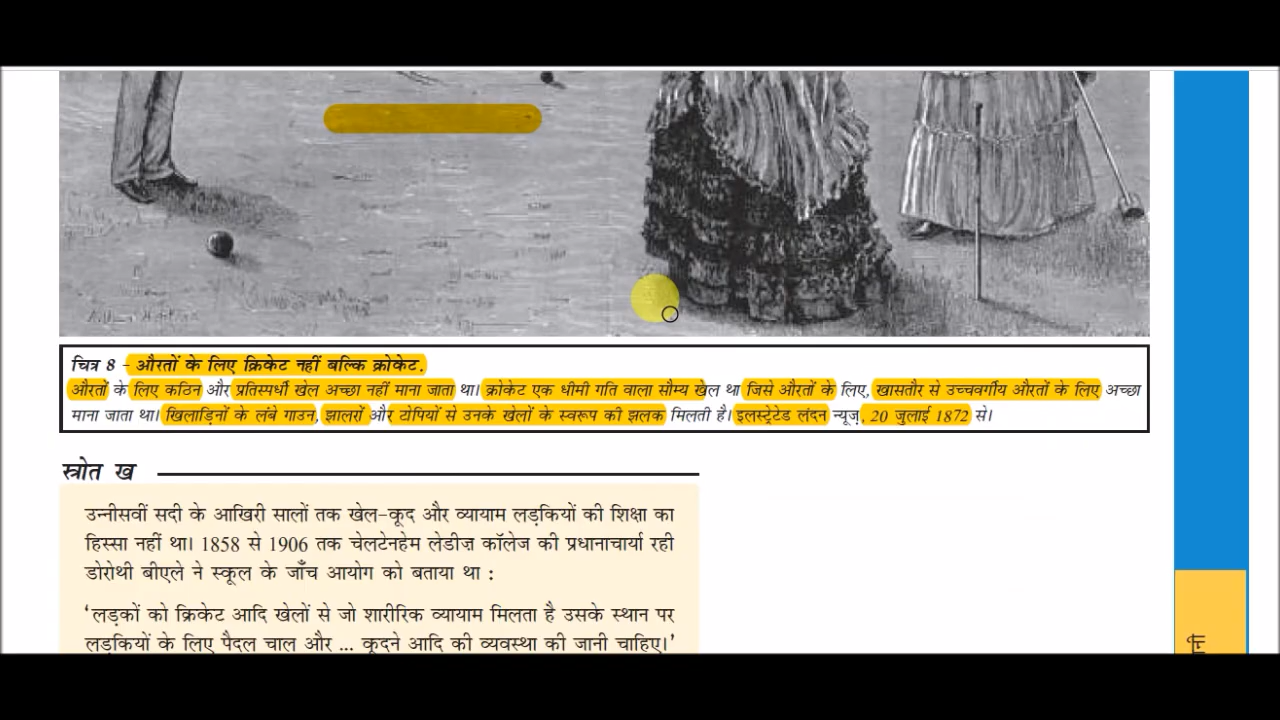 चित्र 8 – औरतों के लिए क्रिकेट नहीं बल्कि क्रोकेट.
औरतों के लिए कठिन और प्रतिस्पर्धी खेल अच्छा नहीं माना जाता था। क्रोकेट एक धीमी गति वाला सौम्य खेल था जिसे औरतों के लिए, खासतौर से उच्चवर्गीय औरतों के लिए अच्छा
माना जाता था। खिलाड़िनों के लंबे गाउन, झालरों और टोपियों से उनके खेलों के स्वरूप की झलक मिलती है। इलस्ट्रेटेड लंदन न्यूज़, 20 जुलाई 1872 से।
स्रोत ख
उन्नीसवीं सदी के आखिरी सालों तक खेल-कूद और व्यायाम लड़कियों की शिक्षा का
हिस्सा नहीं था। 1858 से 1906 तक चेलटेनहेम लेडीज़ कॉलेज की प्रधानाचार्या रही
डोरोथी बीएले ने स्कूल के जाँच आयोग को बताया था :
‘लड़कों को क्रिकेट आदि खेलों से जो शारीरिक व्यायाम मिलता है उसके स्थान पर
लड़कियों के लिए पैदल चाल और ... कूदने आदि की व्यवस्था की जानी चाहिए।’